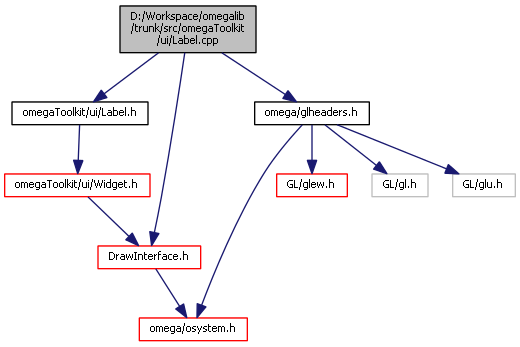 D:/Workspace/omegalib
/trunk/src/omegaToolkit
/ui/Label.cpp
omegaToolkit/ui/Label.h
omega/glheaders.h
omegaToolkit/ui/Widget.h
GL/glew.h
GL/gl.h
GL/glu.h
DrawInterface.h
omega/osystem.h